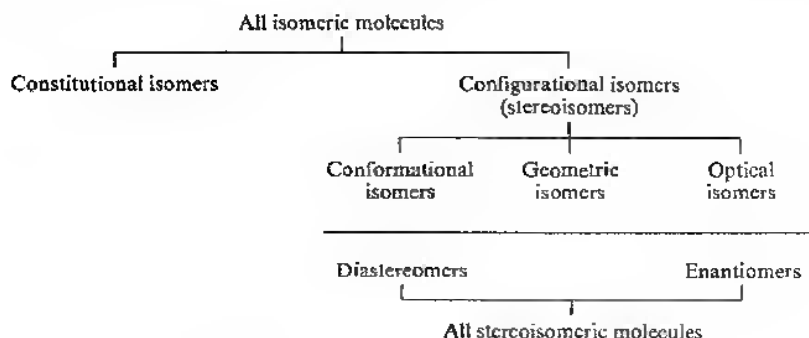 All isomeric molecules
Constitutional isomers
Configurational isomers
(stereoisomers)
Conformational Geometric Optical
isomers isomers isomers
Diastereomers Enantiomers
All stereoisomeric molecules